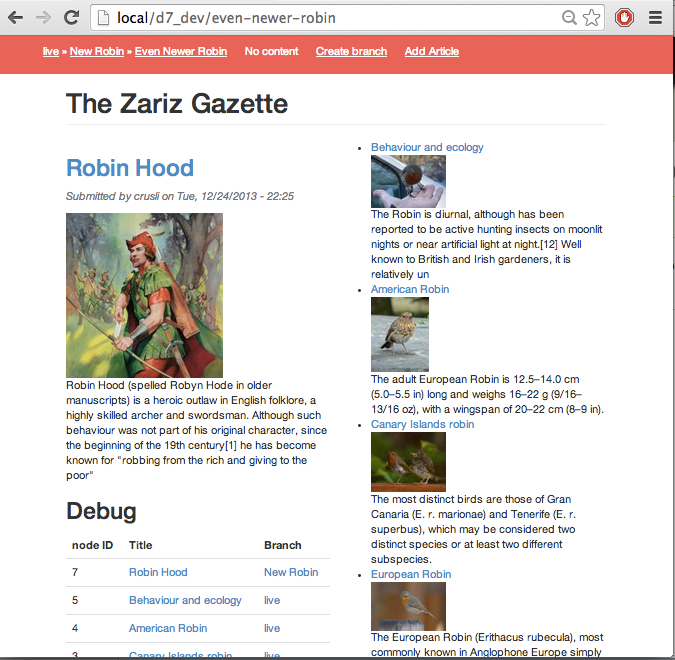 local/d7_dev/even-newer-robin
live » New Robin » Even Newer Robin No content Create branch Add Article
The Zariz Gazette
Robin Hood
Submitted by crusli on Tue, 12/24/2013 - 22:25
Robin Hood (spelled Robyn Hode in older
manuscripts) is a heroic outlaw in English folklore, a
highly skilled archer and swordsman. Although such
behaviour was not part of his original character, since
the beginning of the 19th century[1] he has become
known for "robbing from the rich and giving to the
poor"
Debug
node ID Title Branch
7 Robin Hood New Robin
5 Behaviour and ecology live
4 American Robin live
3 Canary Islands robin live
Behaviour and ecology
The Robin is diurnal, although has been
reported to be active hunting insects on moonlit
nights or near artificial light at night.[12] Well
known to British and Irish gardeners, it is
relatively un
American Robin
The adult European Robin is 12.5–14.0 cm
(5.0–5.5 in) long and weighs 16–22 g (9/16–
13/16 oz), with a wingspan of 20–22 cm (8–9 in).
Canary Islands robin
The most distinct birds are those of Gran
Canaria (E. r. marionae) and Tenerife (E. r.
superbus), which may be considered two
distinct species or at least two different
subspecies.
European Robin
The European Robin (Erithacus rubecula), most
commonly known in Anglophone Europe simply